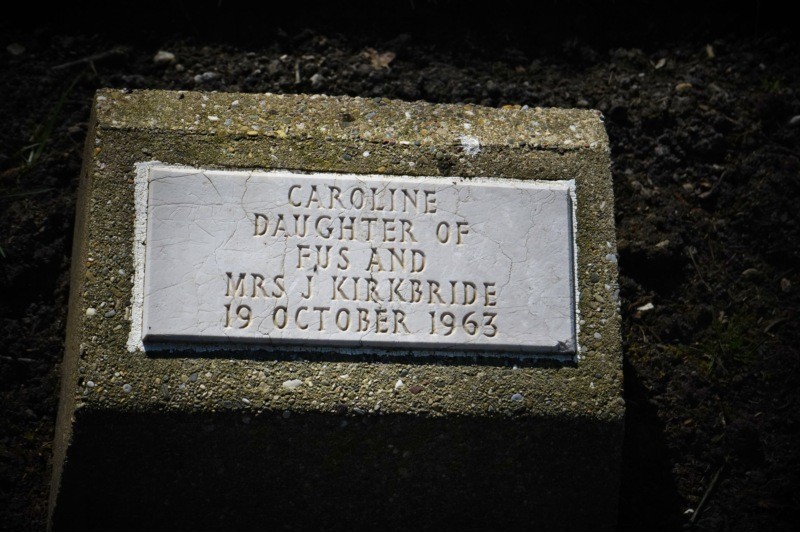 CAROLINE
DAUGHTER OF
FUS AND
MRS J KIRKBRIDE
19 OCTOBER 1963